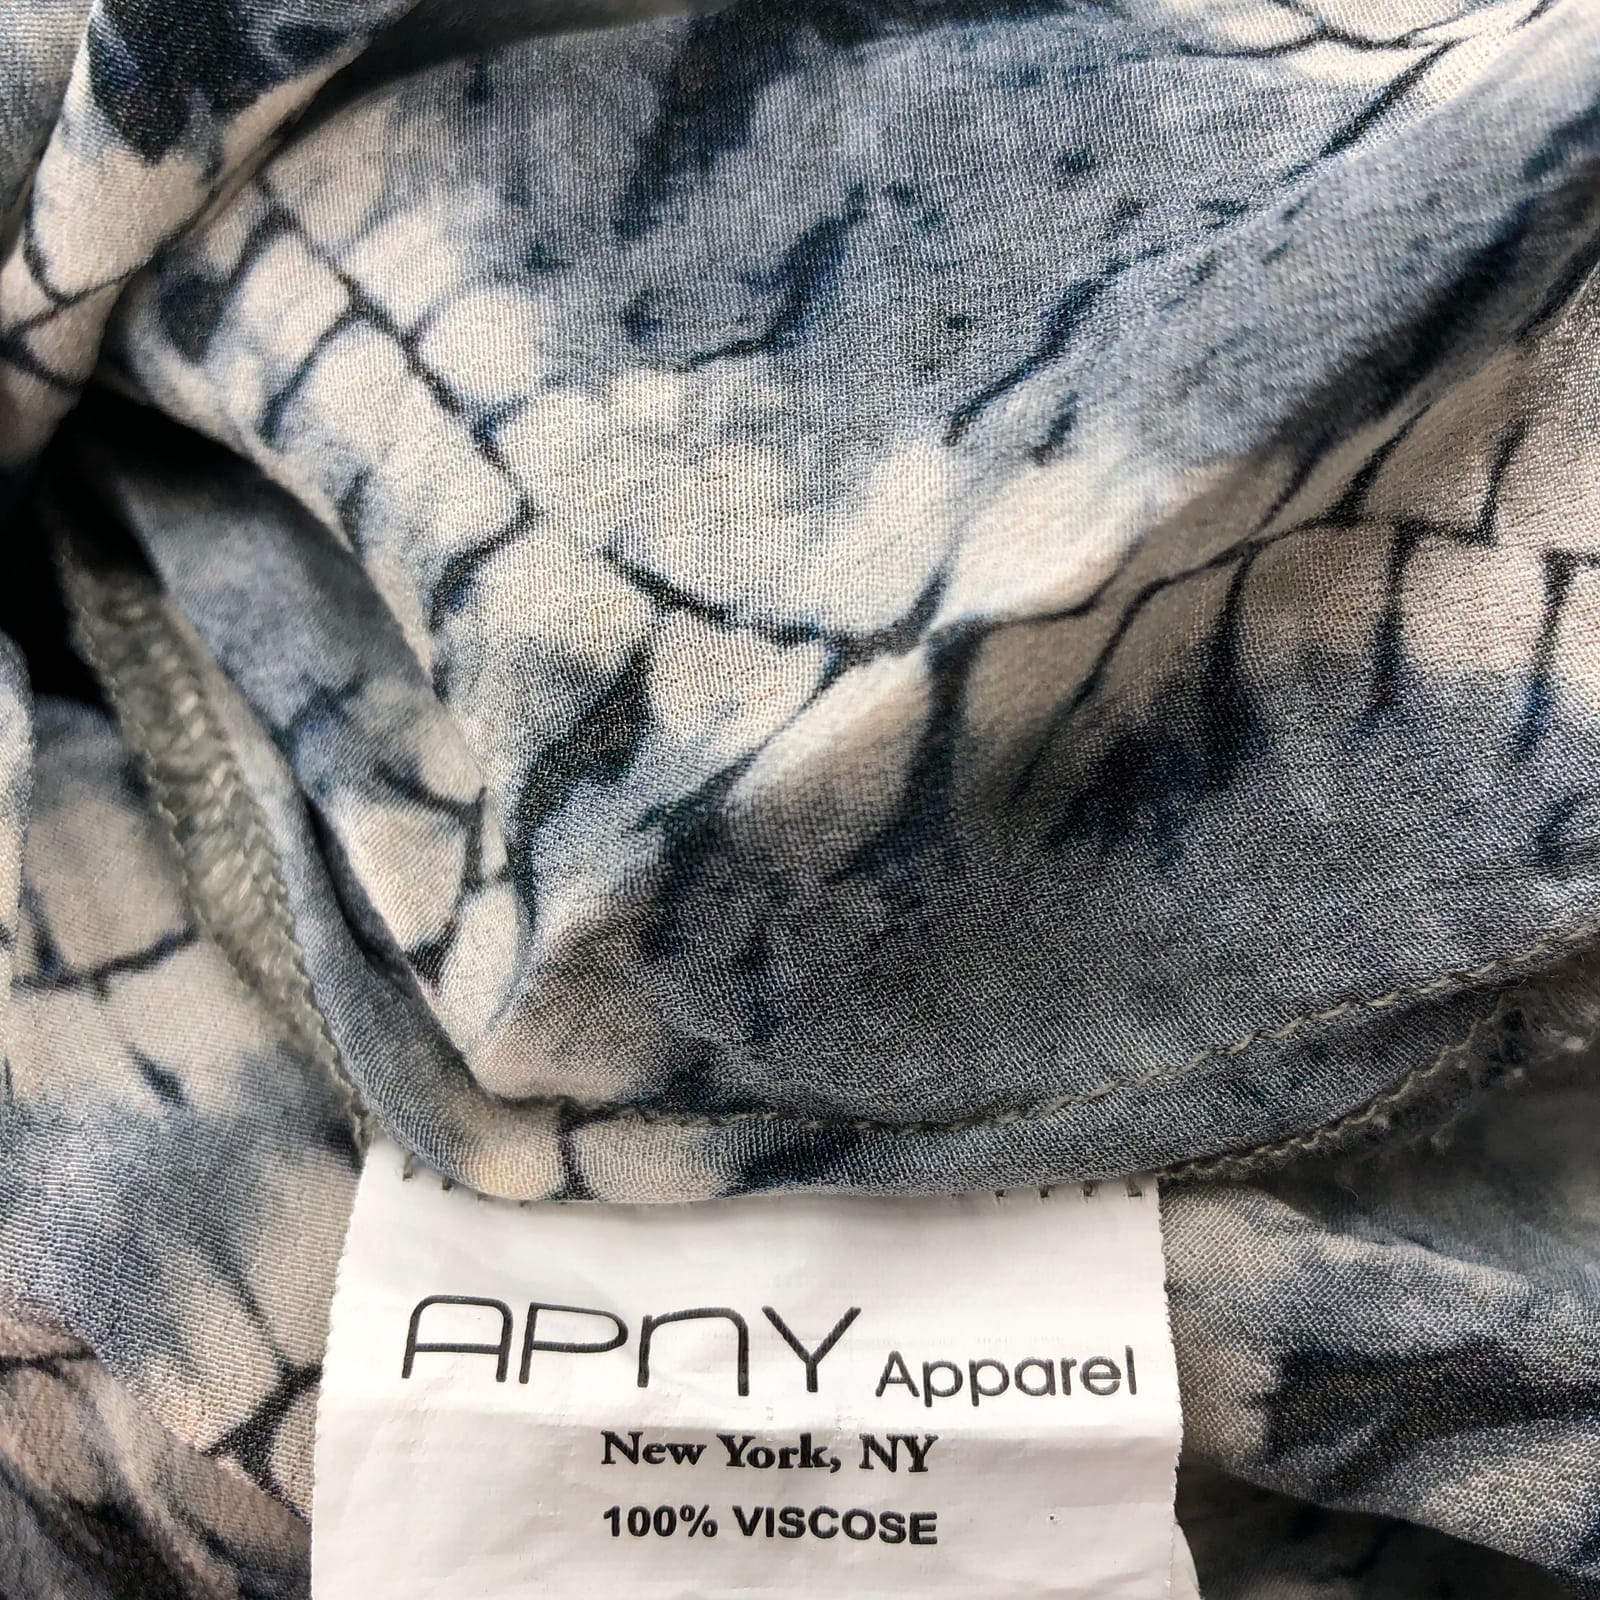 APNY Apparel
New York, NY
100% VISCOSE